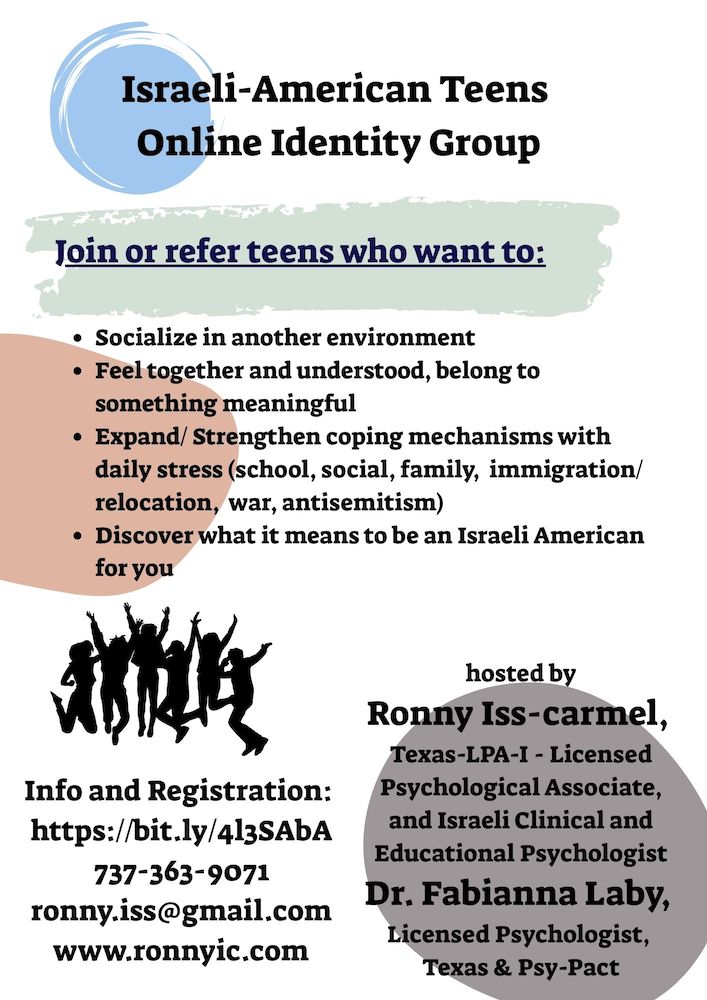 Israeli-American Teens
Online Identity Group
Join or refer teens who want to:
• Socialize in another environment
• Feel together and understood, belong to
something meaningful
• Expand/ Strengthen coping mechanisms with
daily stress (school, social, family, immigration/
relocation, war, antisemitism)
• Discover what it means to be an Israeli American
for you
Info and Registration:
https://bit.ly/4l3SAbA
737-363-9071
ronny.iss@gmail.com
www.ronnyic.com
hosted by
Ronny Iss-carmel,
Texas-LPA-I - Licensed
Psychological Associate,
and Israeli Clinical and
Educational Psychologist
Dr. Fabianna Laby,
Licensed Psychologist,
Texas & Psy-Pact